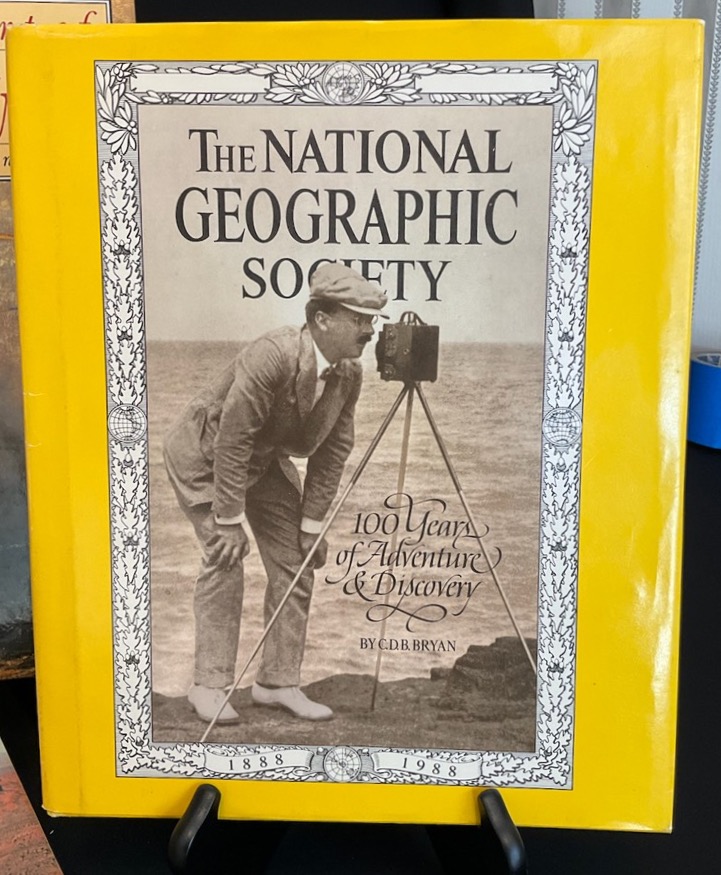 THE NATIONAL
GEOGRAPHIC
SOCIETY
100 Years
of Adventure
& Discovery
BY C.D.B. BRYAN
1888
1988